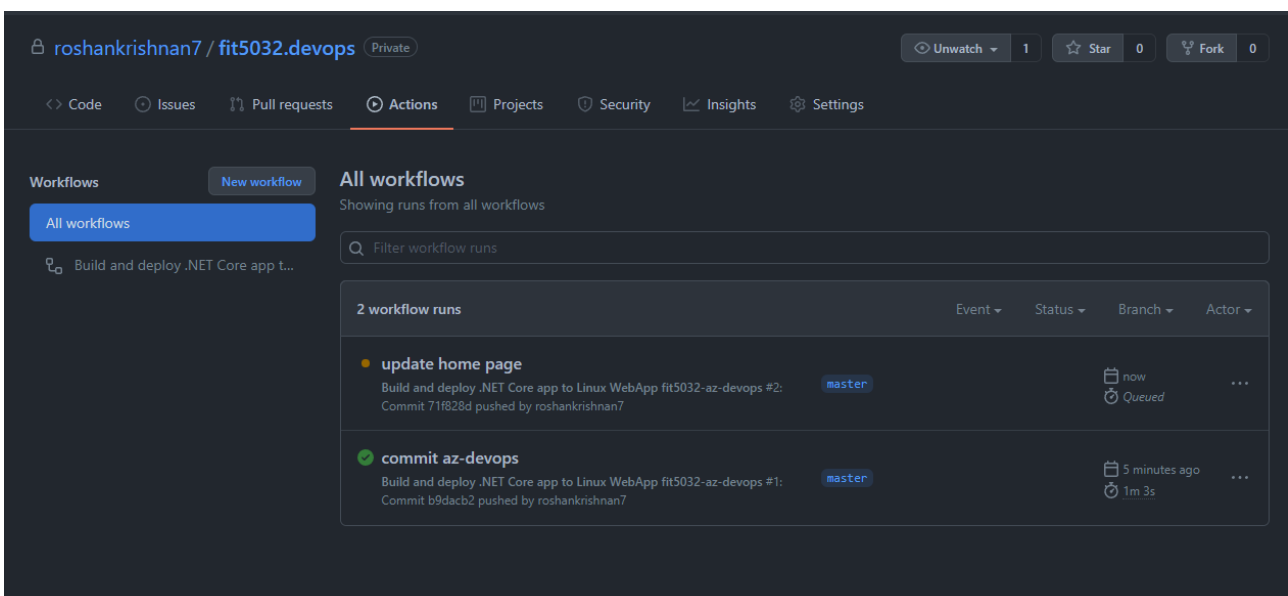 roshankrishnan7 / fit5032.devops Private
Unwatch 1 Star 0 Fork 0
Code Issues Pull requests Actions Projects Security Insights Settings
Workflows New workflow
All workflows
Build and deploy .NET Core app t...
All workflows
Showing runs from all workflows
Filter workflow runs
2 workflow runs Event Status Branch Actor
update home page
Build and deploy .NET Core app to Linux WebApp fit5032-az-devops #2:
Commit 71f828d pushed by roshankrishnan7
master
now
Queued
...
commit az-devops
Build and deploy .NET Core app to Linux WebApp fit5032-az-devops #1:
Commit b9dacb2 pushed by roshankrishnan7
master
5 minutes ago
1m 3s
...